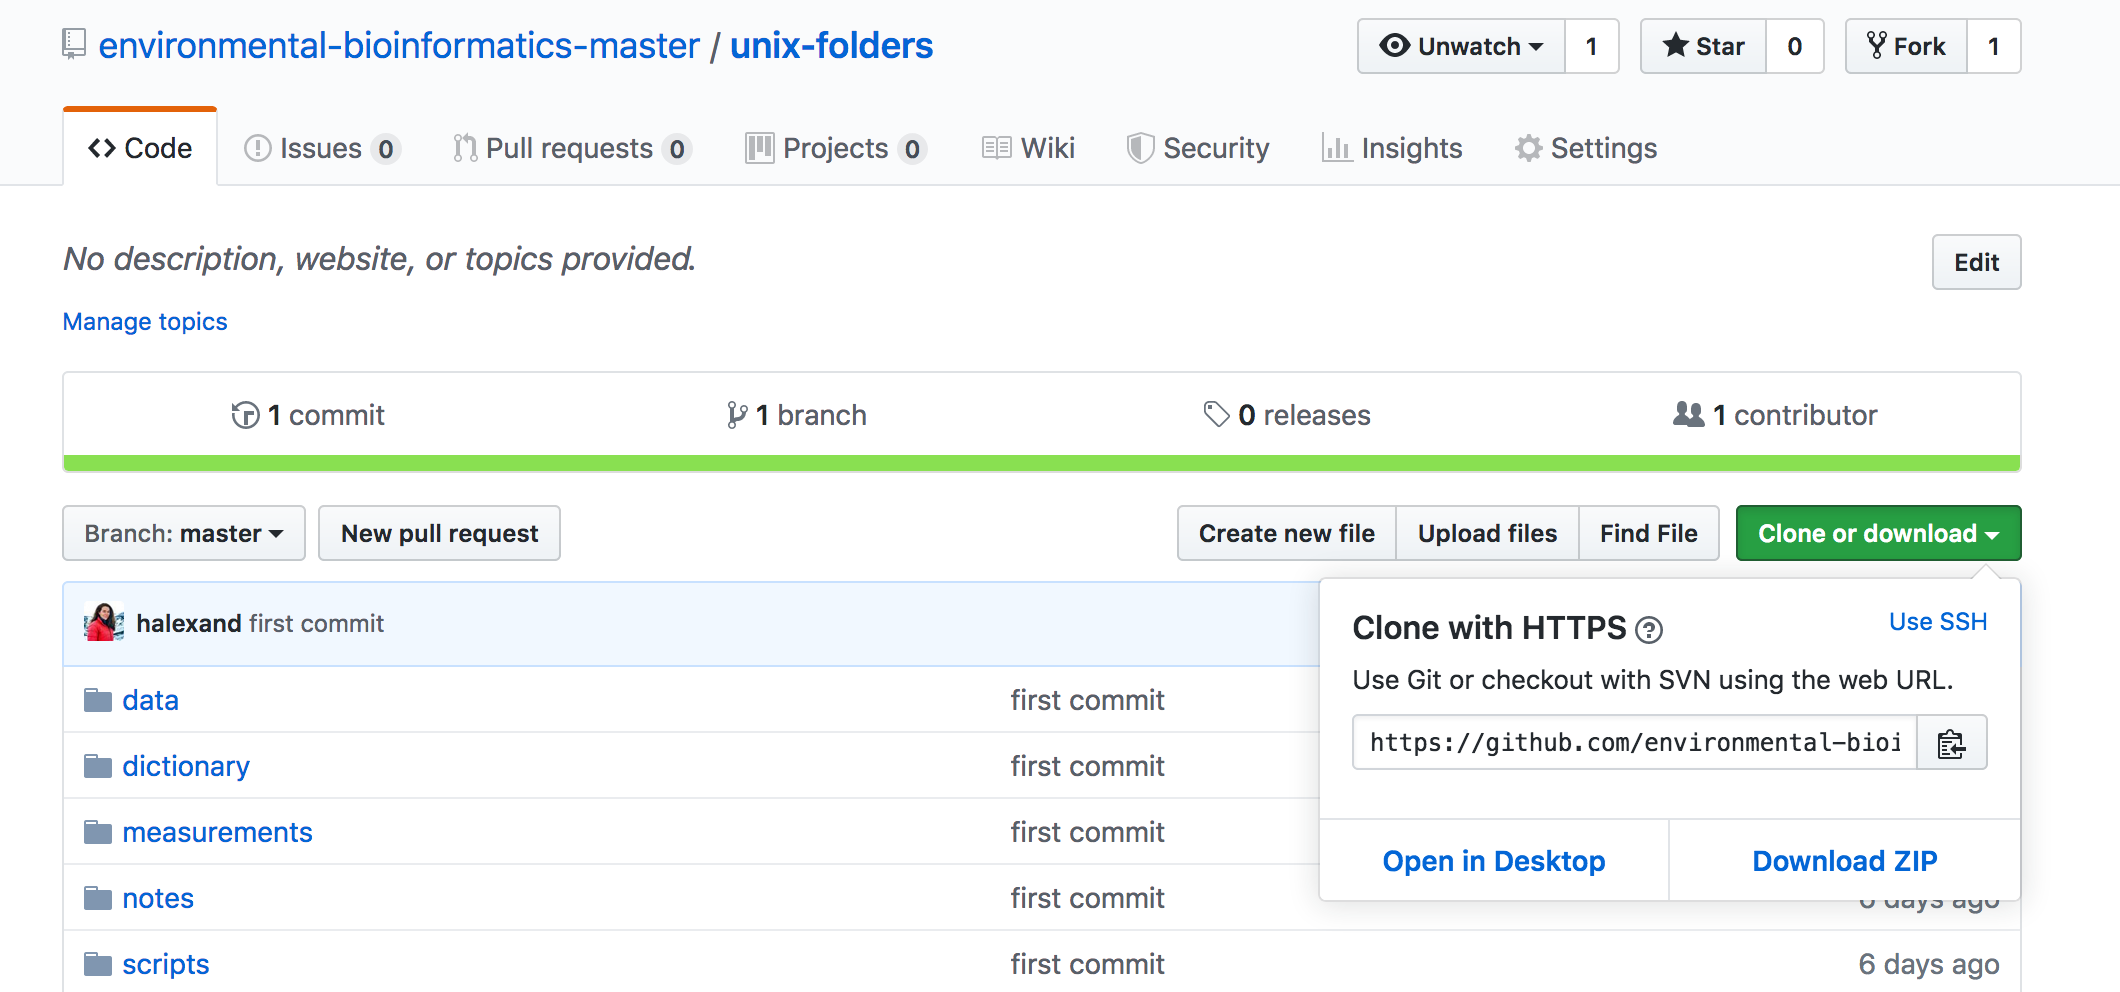 environmental-bioinformatics-master / unix-folders
Unwatch 1
Star 0
Fork 1
Code
Issues 0
Pull requests 0
Projects 0
Wiki
Security
Insights
Settings
No description, website, or topics provided.
Edit
Manage topics
1 commit
1 branch
0 releases
1 contributor
Branch: master
New pull request
Create new file
Upload files
Find File
Clone or download
halexand first commit
Clone with HTTPS
Use SSH
Use Git or checkout with SVN using the web URL.
https://github.com/environmental-bioi
Open in Desktop
Download ZIP
data first commit
dictionary first commit
measurements first commit
notes first commit 6 days ago
scripts first commit 6 days ago